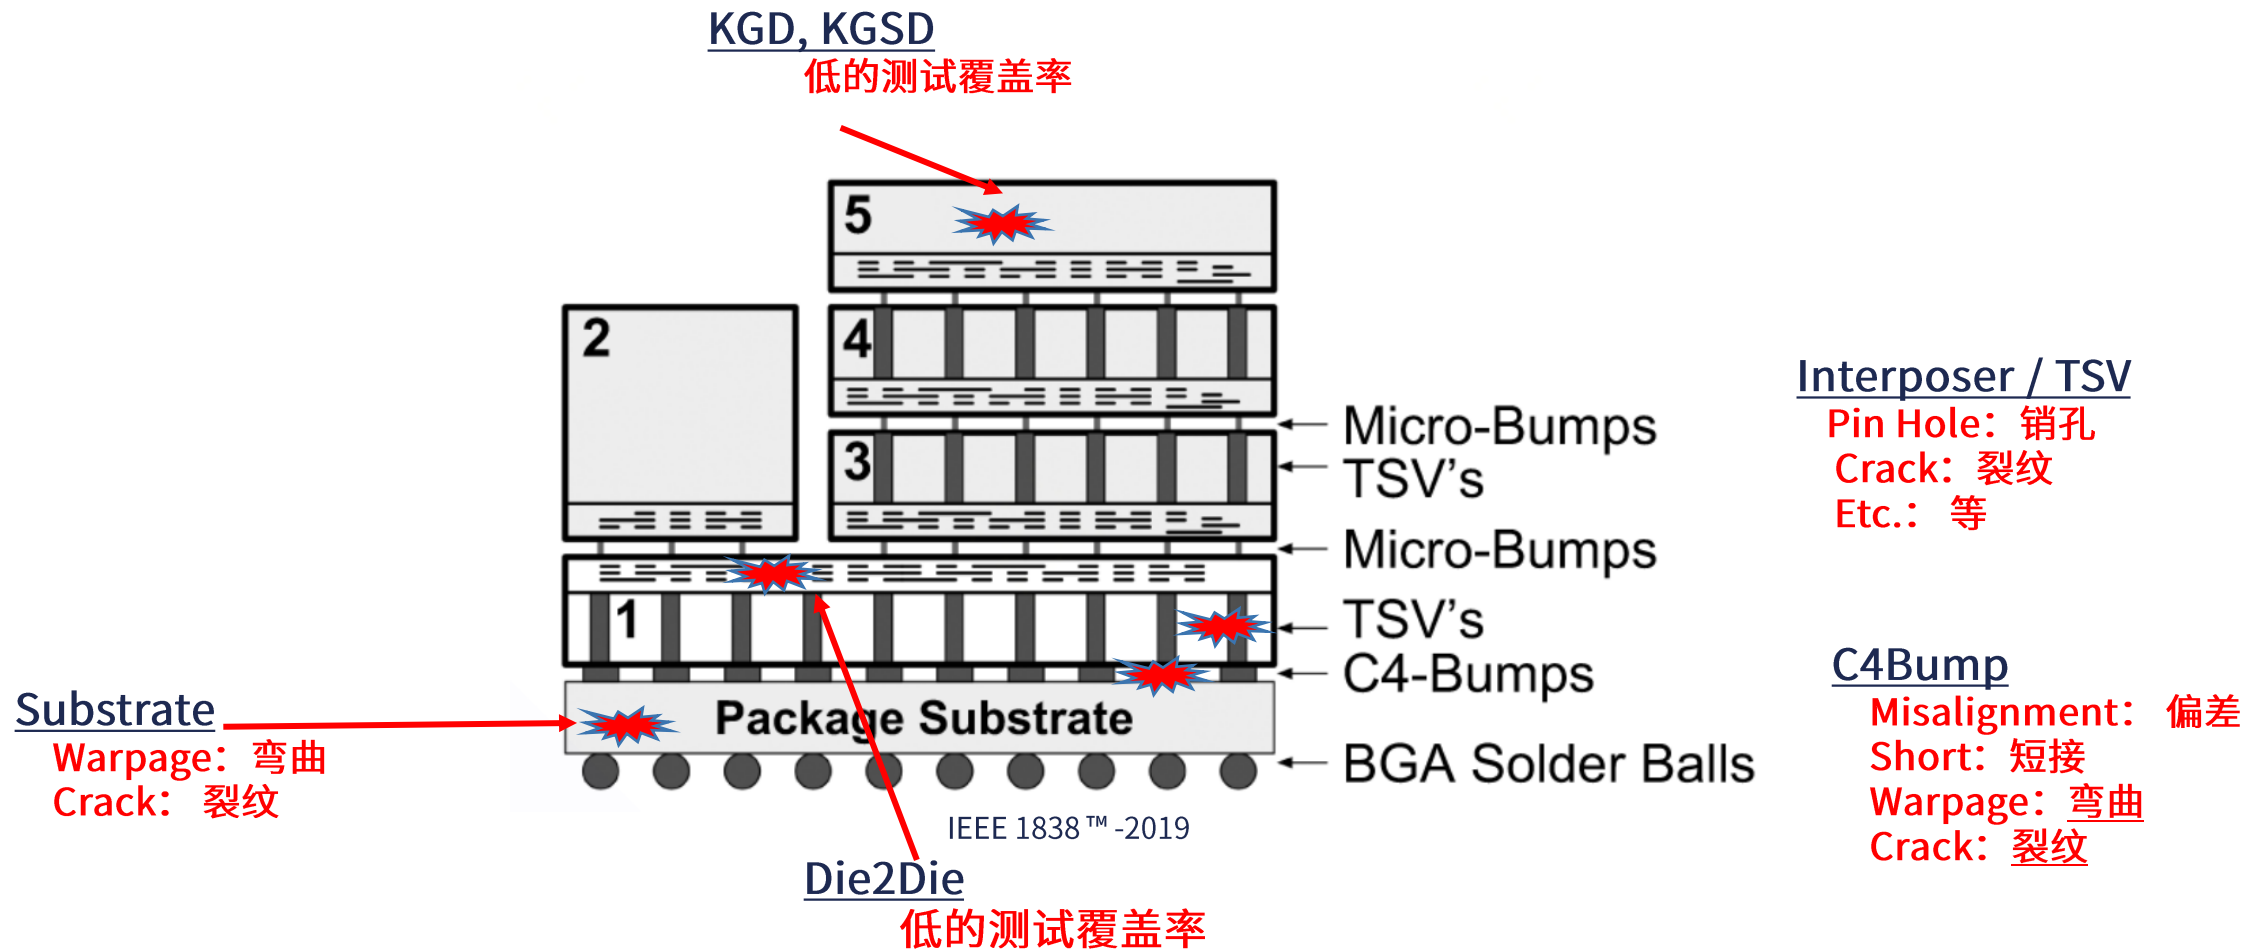 KGD, KGSD
低的测试覆盖率
5
2
4
3
1
Micro-Bumps
TSV’s
Micro-Bumps
TSV’s
C4-Bumps
BGA Solder Balls
Package Substrate
IEEE 1838™-2019
Substrate
Warpage：弯曲
Crack： 裂纹
Die2Die
低的测试覆盖率
Interposer / TSV
Pin Hole：销孔
Crack：裂纹
Etc.： 等
C4Bump
Misalignment： 偏差
Short：短接
Warpage：弯曲
Crack：裂纹